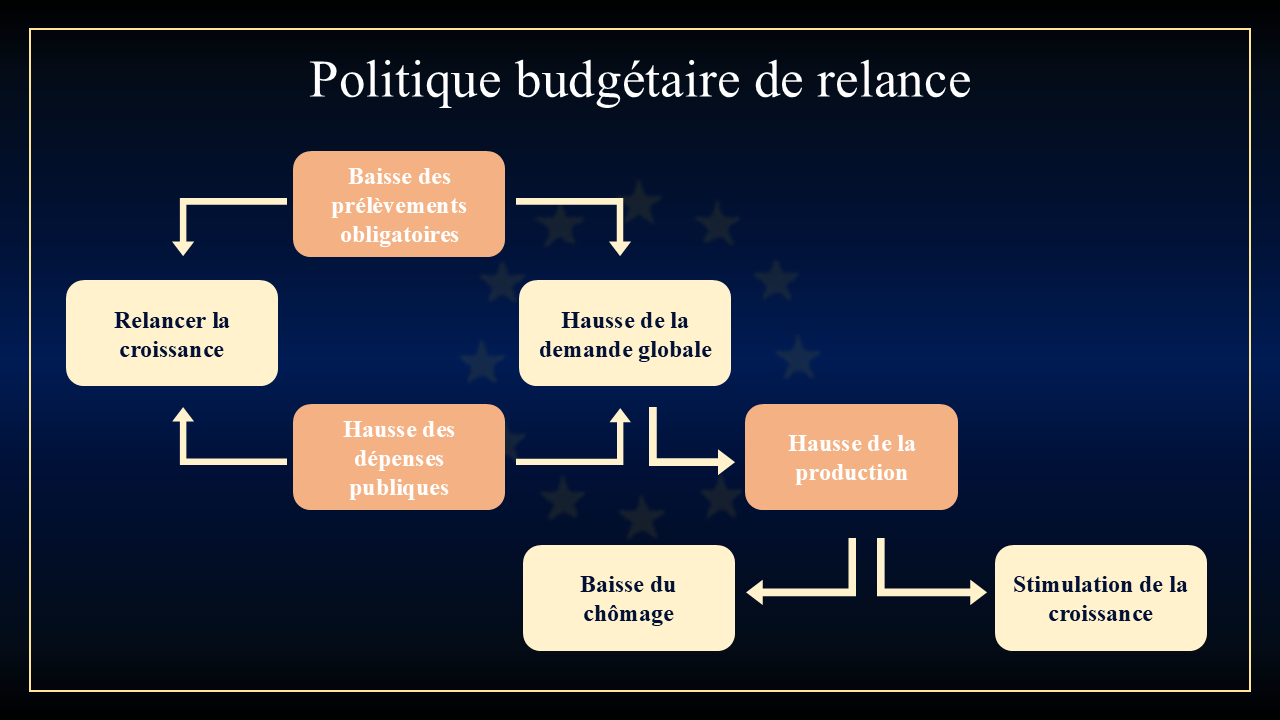 Politique budgétaire de relance
Baisse des
prélèvements
obligatoires
Relancer la
croissance
Hausse de la
demande globale
Hausse des
dépenses
publiques
Hausse de la
production
Baisse du
chômage
Stimulation de la
croissance